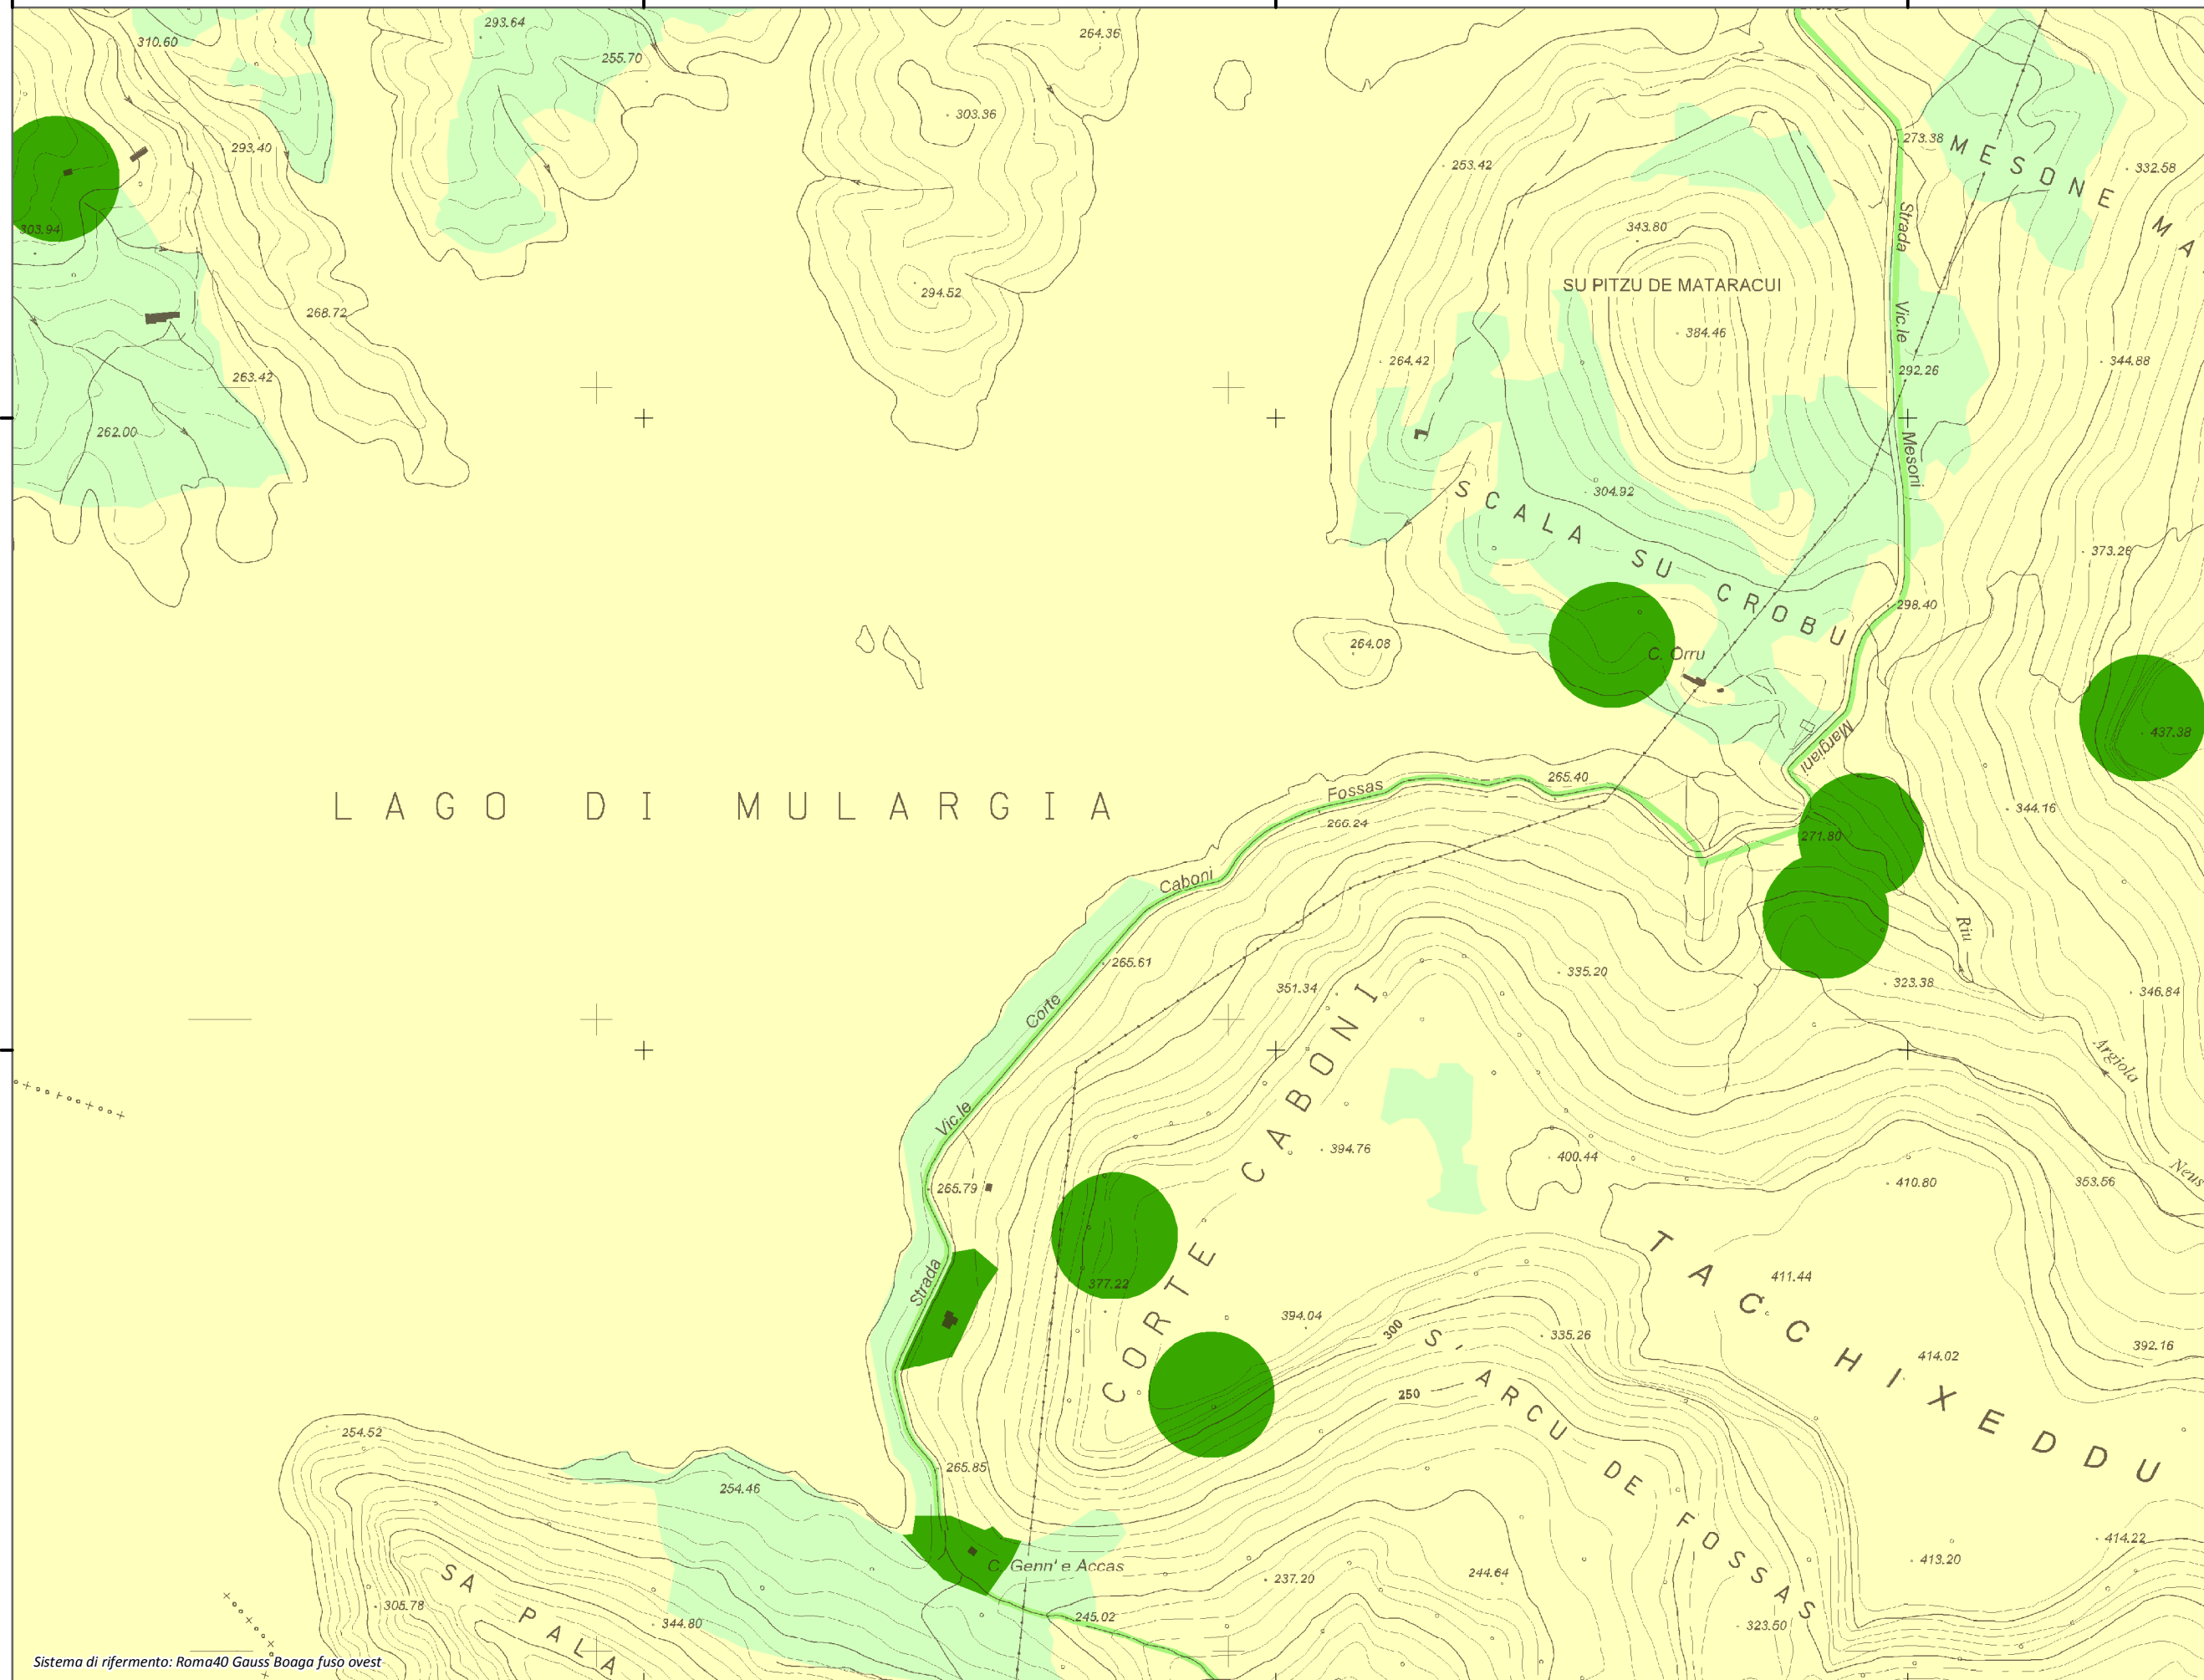 293.64
264.36
310.60
255.70
303.36
273.38
MESONE MA
293.40
253.42
332.58
Strada
303.94
343.80
SU PITZU DE MATARACUI
294.52
268.72
Vic.le
384.46
264.42
344.88
292.26
263.42
262.00
Mesoni
304.92
SCALA SU CROBU
373.26
298.40
264.08
C. Orru
437.38
Margiani
265.40
Fossas
LAGO DI MULARGIA
266.24
344.16
271.80
Caboni
Riu
265.61
335.20
351.34
323.38
346.84
Corte
Argiola
Vic.le
394.76
400.44
Neus
265.79
410.80
353.56
CORTE CABONI
TACCHIXEDDU
Strada
377.22
411.44
394.04
300
335.26
S'ARCU DE FOSSAS
392.16
414.02
250
254.52
265.85
254.46
414.22
413.20
C. Genn' e Accas
SA PALA
237.20
244.64
305.78
245.02
344.80
323.50
Sistema di rifermento: Roma40 Gauss Boaga fuso ovest